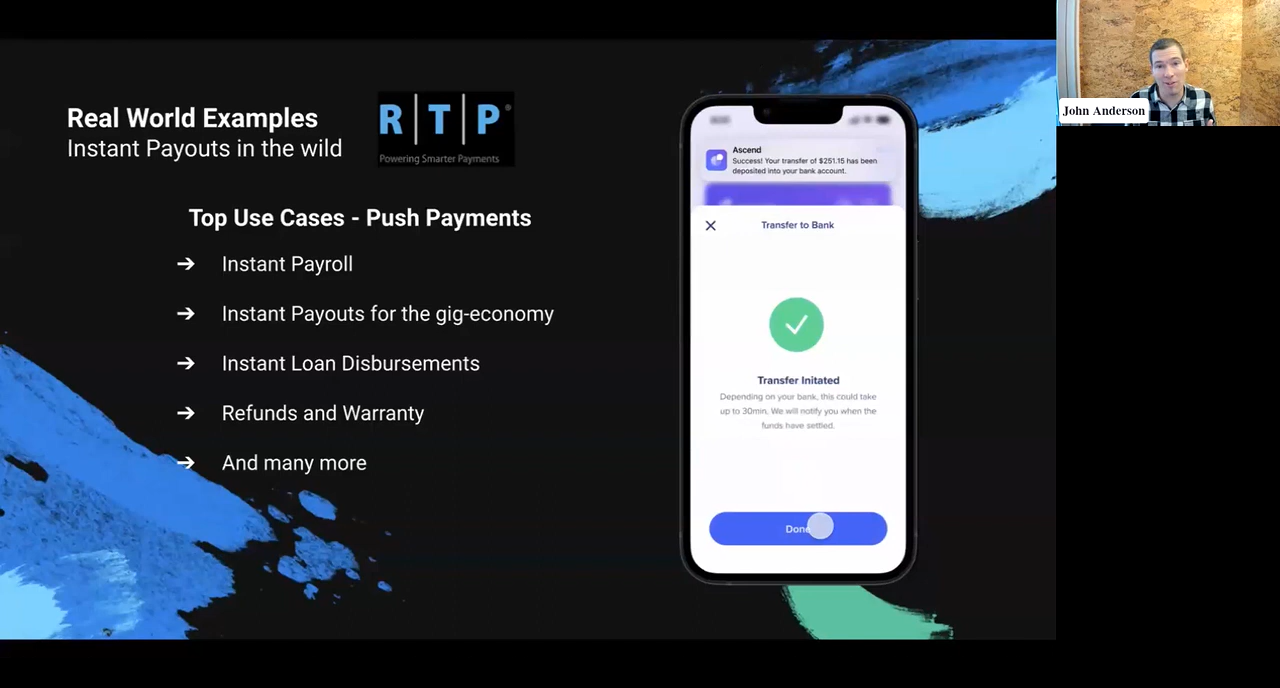 Real World Examples
Instant Payouts in the wild
R|T|P®
Powering Smarter Payments
Top Use Cases - Push Payments
➔ Instant Payroll
➔ Instant Payouts for the gig-economy
➔ Instant Loan Disbursements
➔ Refunds and Warranty
➔ And many more
Ascend
Success! Your transfer of $251.15 has been
deposited into your bank account.
Transfer to Bank
Transfer Initated
Depending on your bank, this could take
up to 30min. We will notify you when the
funds have settled.
Done
John Anderson